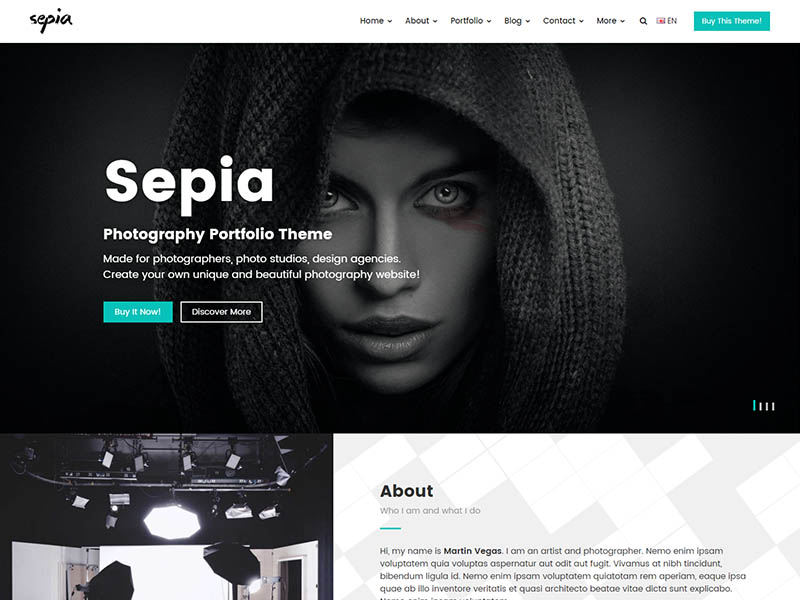 sepia
Home
About
Portfolio
Blog
Contact
More
EN
Buy This Theme!
Sepia
Photography Portfolio Theme
Made for photographers, photo studios, design agencies.
Create your own unique and beautiful photography website!
Buy It Now!
Discover More
About
Who I am and what I do
Hi, my name is Martin Vegas. I am an artist and photographer. Nemo enim ipsam
voluptatem quia voluptas aspernatur aut odit aut fugit. Vivamus at nibh tincidunt,
bibendum ligula id. Nemo enim ipsam voluptatem quiatotam rem aperiam, eaque ipsa
quae ab illo inventore veritatis et quasi architecto beatae vitae dicta sunt explicabo.
Nemo enim ipsam voluptatem